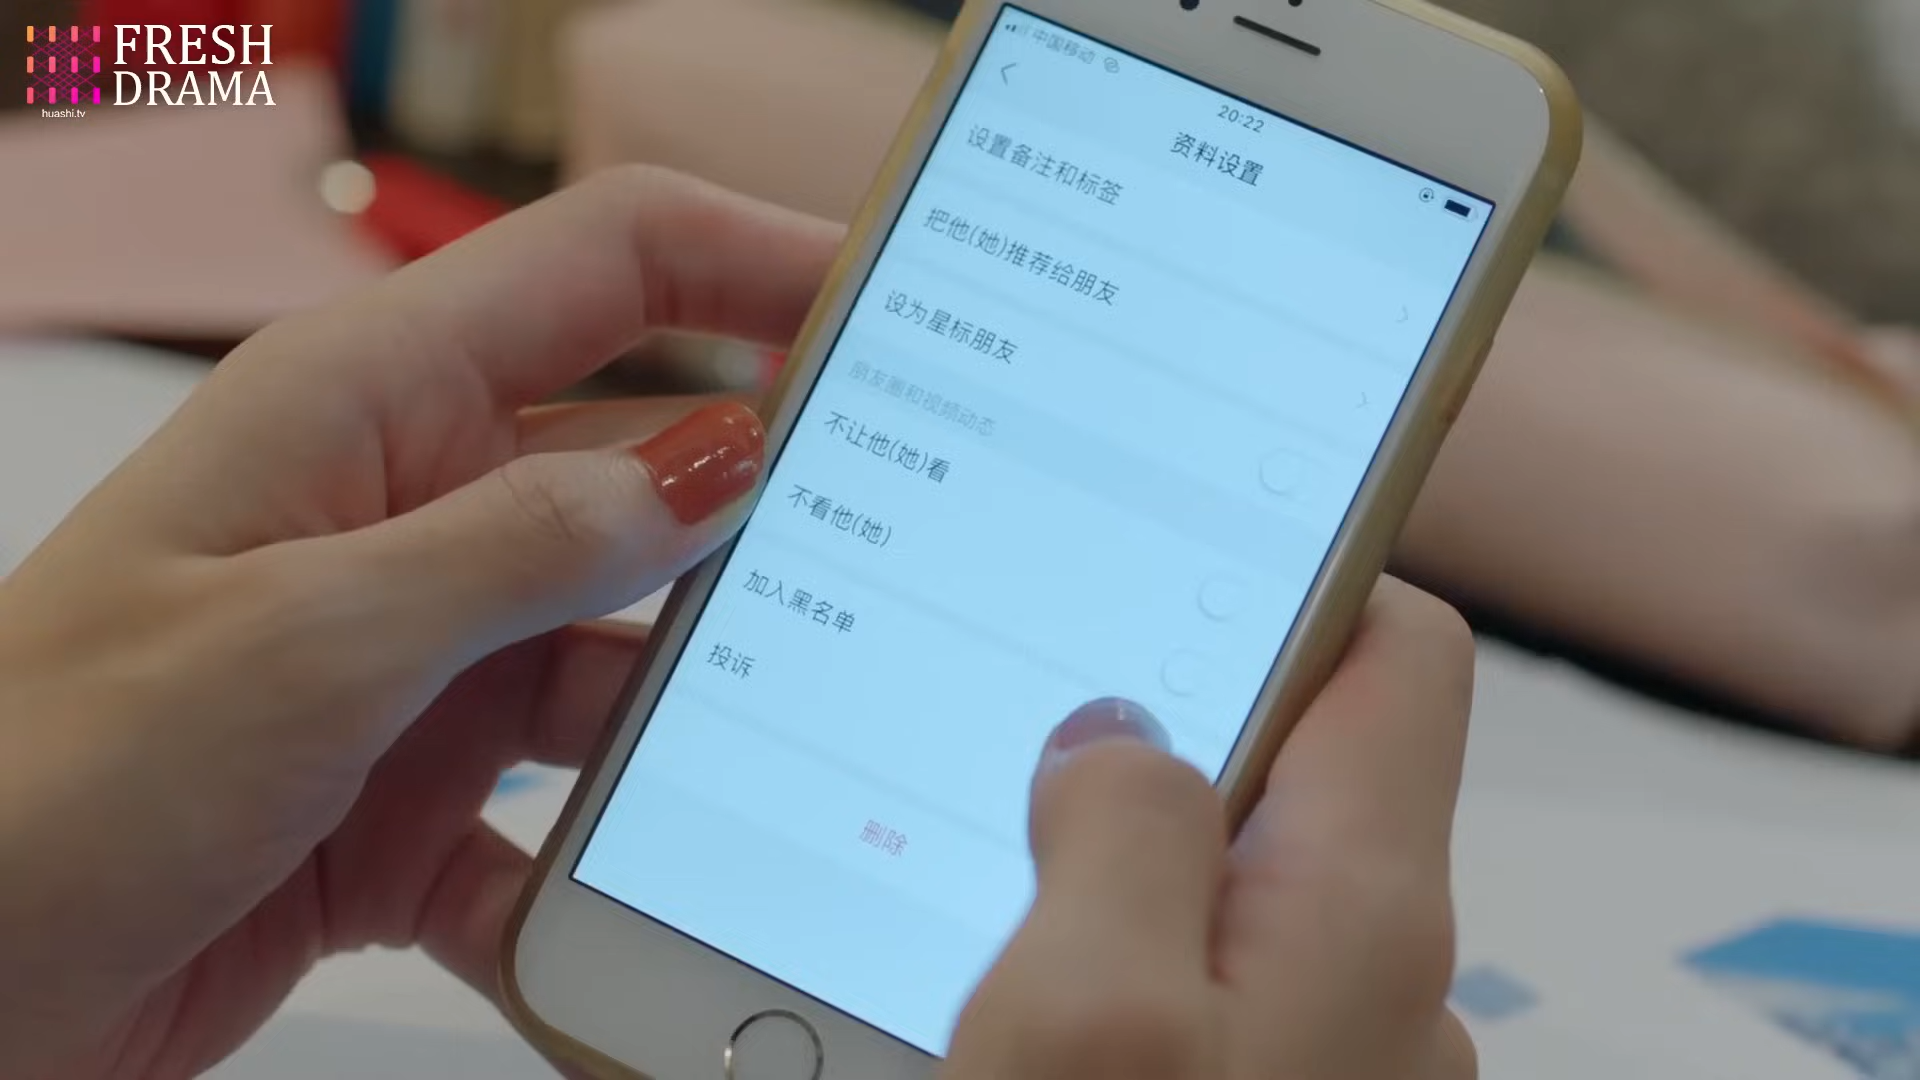 FRESH
DRAMA
huashi.tv
中国移动
20:22
资料设置
设置备注和标签
把他(她)推荐给朋友
设为星标朋友
朋友圈和视频动态
不让他(她)看
不看他(她)
加入黑名单
投诉
删除